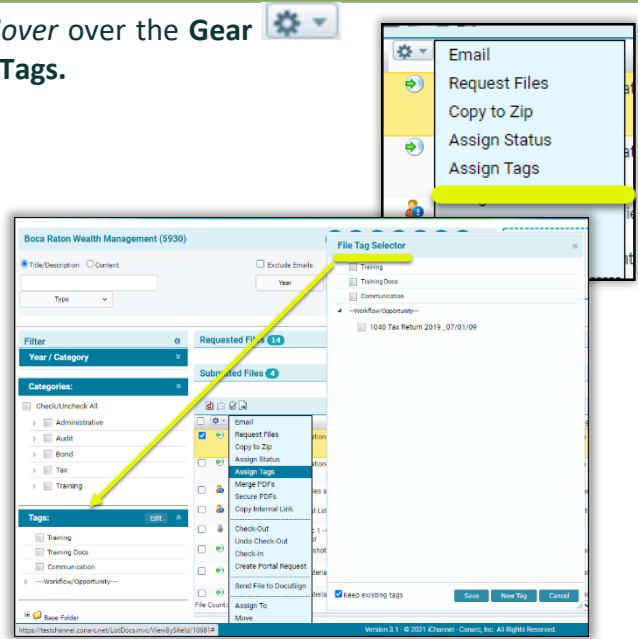 over over the Gear
Tags.
Email
Request Files
Copy to Zip
Assign Status
Assign Tags
Boca Raton Wealth Management (5930)
Title/Description Content
Exclude Emails
Type
Year
Filter
Year / Category
Categories:
Check/Uncheck All
Administrative
Audit
Bond
Tax
Training
Tags:
Edit
Training
Training Docs
Communication
---Workflow/Opportunity---
Base Folder
https://testchannel.conarc.net/ListDocs.mvc/ViewBySiteId/10681#
Requested Files 14
Submitted Files 4
Email
Request Files
Copy to Zip
Assign Status
Assign Tags
Merge PDFs
Secure PDFs
Copy Internal Link
Check-Out
Undo Check-Out
Check-In
Create Portal Request
Send File to DocuSign
Assign To
Move
File Count:
File Tag Selector
Training
Training Docs
Communication
---Workflow/Opportunity---
1040 Tax Return 2019 _07/01/09
Keep existing tags
Save
New Tag
Cancel
Version 3.1 - © 2021 iChannel - Conarc, Inc. All Rights Reserved.